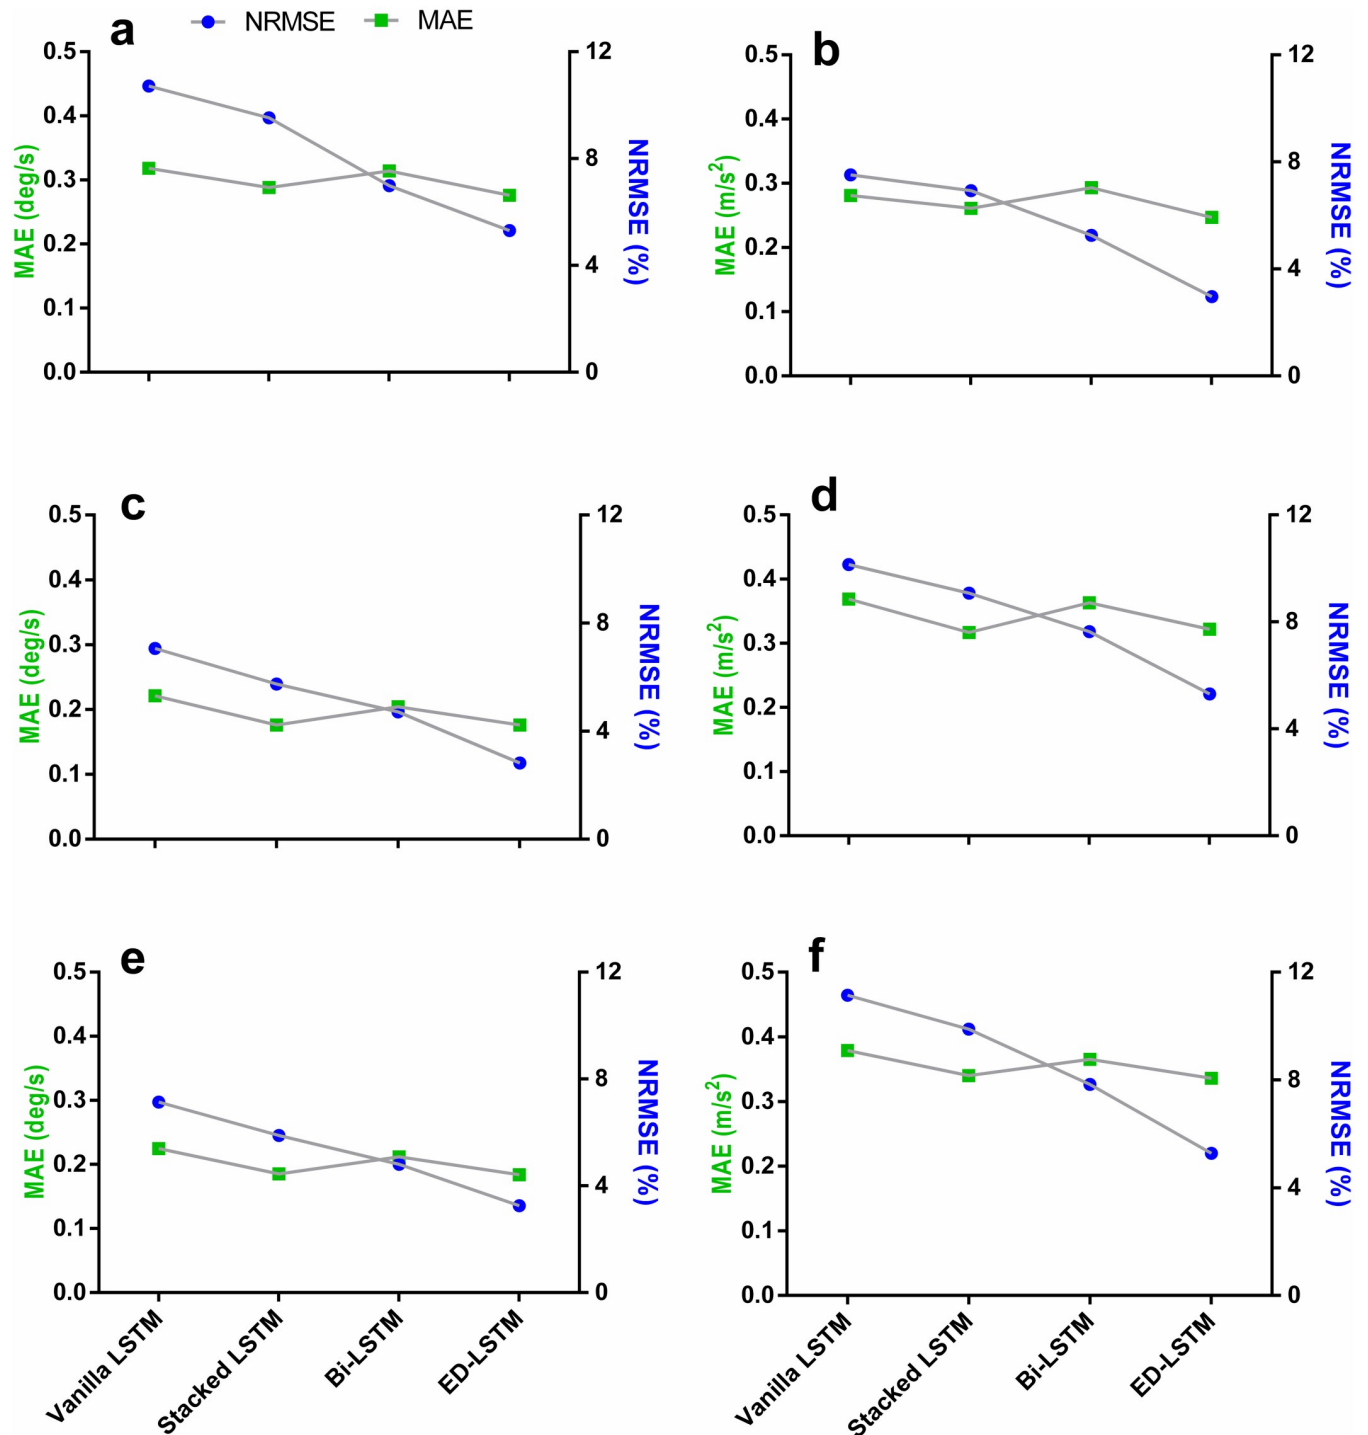 a
NRMSE MAE
0.5
0.4
0.3
0.2
0.1
0.0
MAE (deg/s)
12
8
4
0
NRMSE (%)
b
0.5
0.4
0.3
0.2
0.1
0.0
MAE (m/s²)
12
8
4
0
NRMSE (%)
c
0.5
0.4
0.3
0.2
0.1
0.0
MAE (deg/s)
12
8
4
0
NRMSE (%)
d
0.5
0.4
0.3
0.2
0.1
0.0
MAE (m/s²)
12
8
4
0
NRMSE (%)
e
0.5
0.4
0.3
0.2
0.1
0.0
MAE (deg/s)
12
8
4
0
NRMSE (%)
Vanilla LSTM
Stacked LSTM
Bi-LSTM
ED-LSTM
f
0.5
0.4
0.3
0.2
0.1
0.0
MAE (m/s²)
12
8
4
0
NRMSE (%)
Vanilla LSTM
Stacked LSTM
Bi-LSTM
ED-LSTM